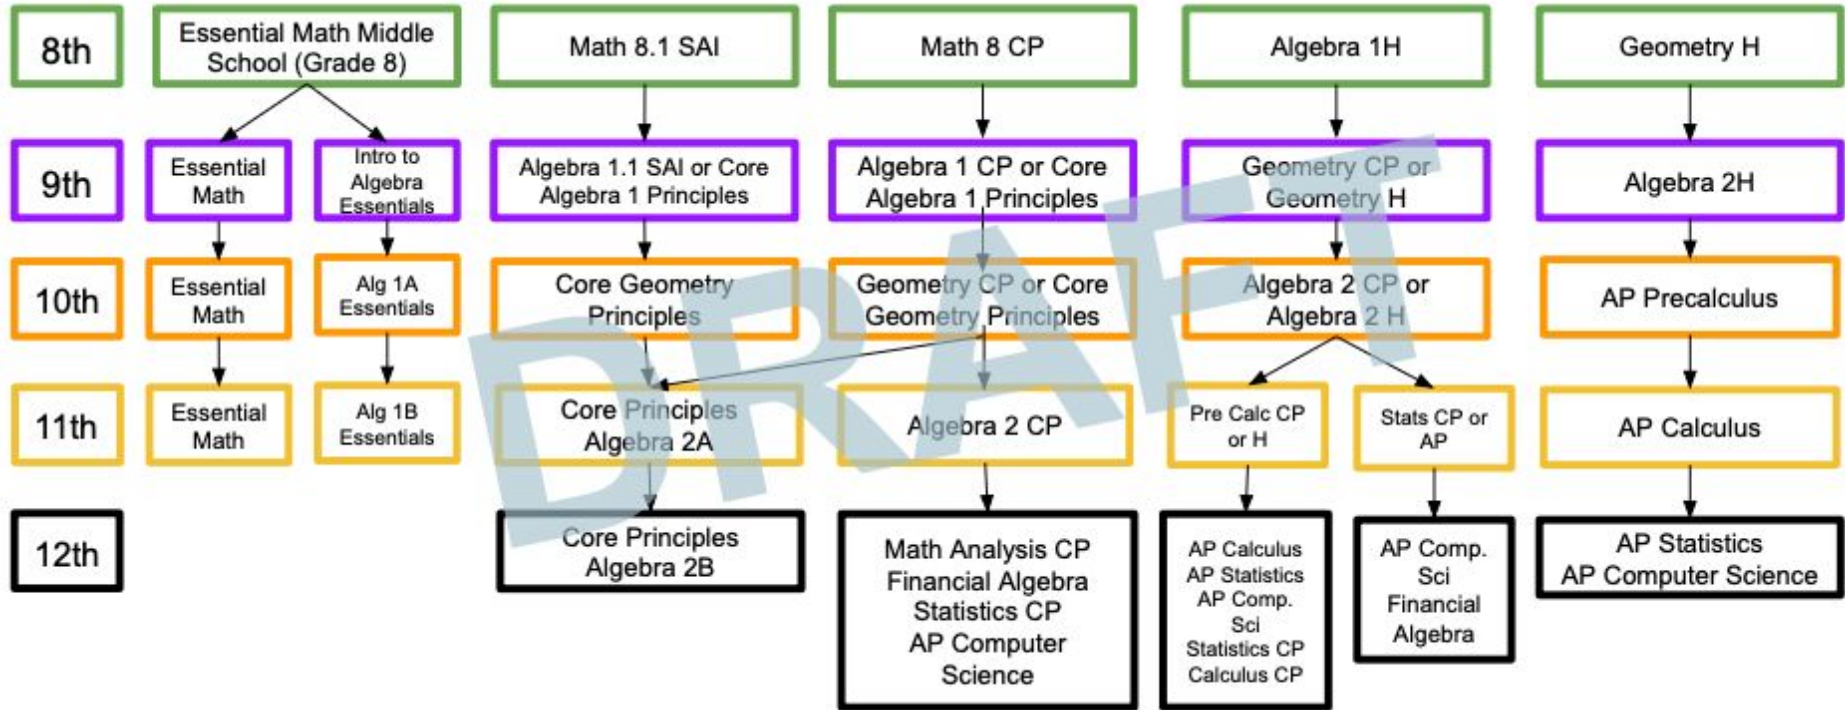 8th
Essential Math Middle
School (Grade 8)
Math 8.1 SAI
Math 8 CP
Algebra 1H
Geometry H
9th
Essential
Math
Intro to
Algebra
Essentials
Algebra 1.1 SAI or Core
Algebra 1 Principles
Algebra 1 CP or Core
Algebra 1 Principles
Geometry CP or
Geometry H
Algebra 2H
10th
Essential
Math
Alg 1A
Essentials
Core Geometry
Principles
Geometry CP or Core
Geometry Principles
Algebra 2 CP or
Algebra 2 H
AP Precalculus
11th
Essential
Math
Alg 1B
Essentials
Core Principles
Algebra 2A
Algebra 2 CP
Pre Calc CP
or H
Stats CP or
AP
AP Calculus
12th
Core Principles
Algebra 2B
Math Analysis CP
Financial Algebra
Statistics CP
AP Computer
Science
AP Calculus
AP Statistics
AP Comp.
Sci
Statistics CP
Calculus CP
AP Comp.
Sci
Financial
Algebra
AP Statistics
AP Computer Science
DRAFT